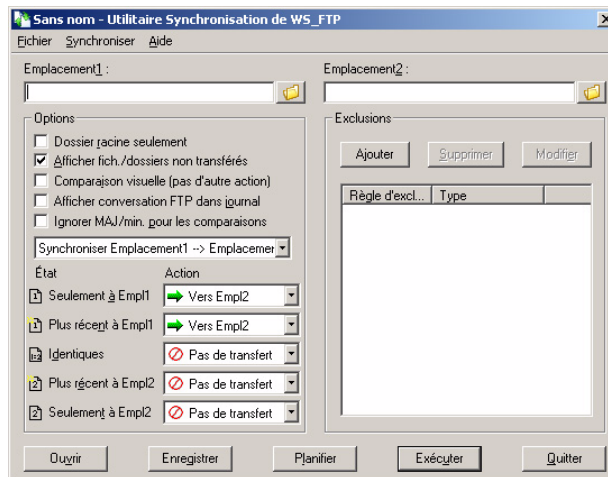 Sans nom - Utilitaire Synchronisation de WS_FTP
Fichier Synchroniser Aide
Emplacement1 :
Emplacement2 :
Options
Dossier racine seulement
Afficher fich./dossiers non transférés
Comparaison visuelle (pas d'autre action)
Afficher conversation FTP dans journal
Ignorer MAJ/min. pour les comparaisons
Synchroniser Emplacement1 --> Emplacemer
État Action
Seulement à Empl1 Vers Empl2
Plus récent à Empl1 Vers Empl2
Identiques Pas de transfert
Plus récent à Empl2 Pas de transfert
Seulement à Empl2 Pas de transfert
Exclusions
Ajouter Supprimer Modifier
Règle d'excl... Type
Ouvrir Enregistrer Planifier Exécuter Quitter